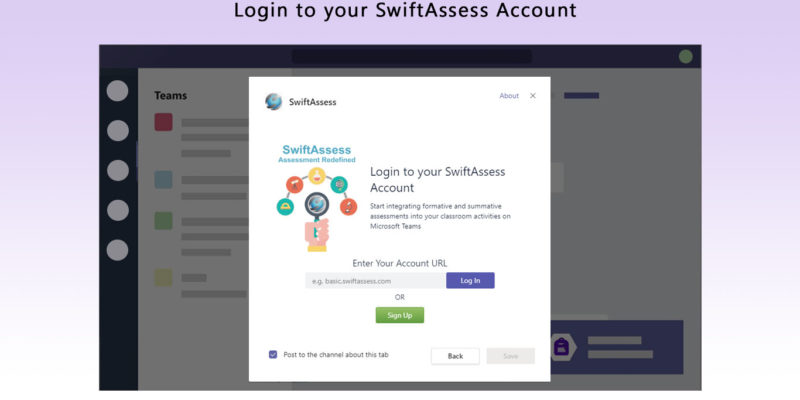 Login to your SwiftAssess Account
Teams
SwiftAssess
About
SwiftAssess
Assessment Redefined
Login to your SwiftAssess
Account
Start integrating formative and summative
assessments into your classroom activities on
Microsoft Teams
Enter Your Account URL
e.g. basic.swiftassess.com
Log In
OR
Sign Up
Post to the channel about this tab
Back
Save